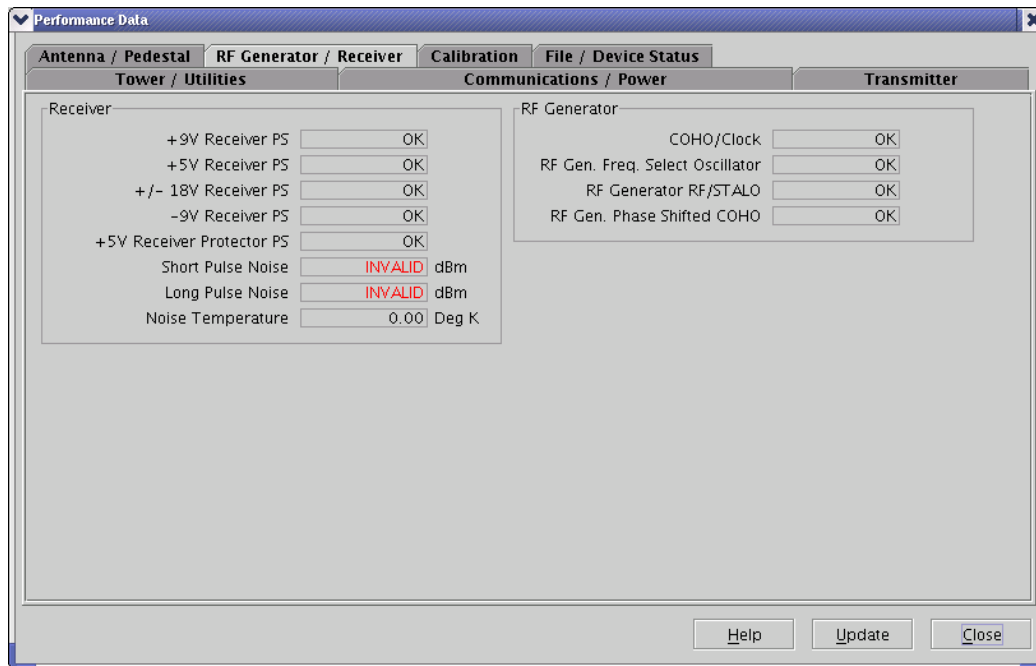 Performance Data
Antenna / Pedestal RF Generator / Receiver Calibration File / Device Status
Tower / Utilities Communications / Power Transmitter
Receiver
+9V Receiver PS OK
+5V Receiver PS OK
+/- 18V Receiver PS OK
-9V Receiver PS OK
+5V Receiver Protector PS OK
Short Pulse Noise INVALID dBm
Long Pulse Noise INVALID dBm
Noise Temperature 0.00 Deg K
RF Generator
COHO/Clock OK
RF Gen. Freq. Select Oscillator OK
RF Generator RF/STALO OK
RF Gen. Phase Shifted COHO OK
Help Update Close